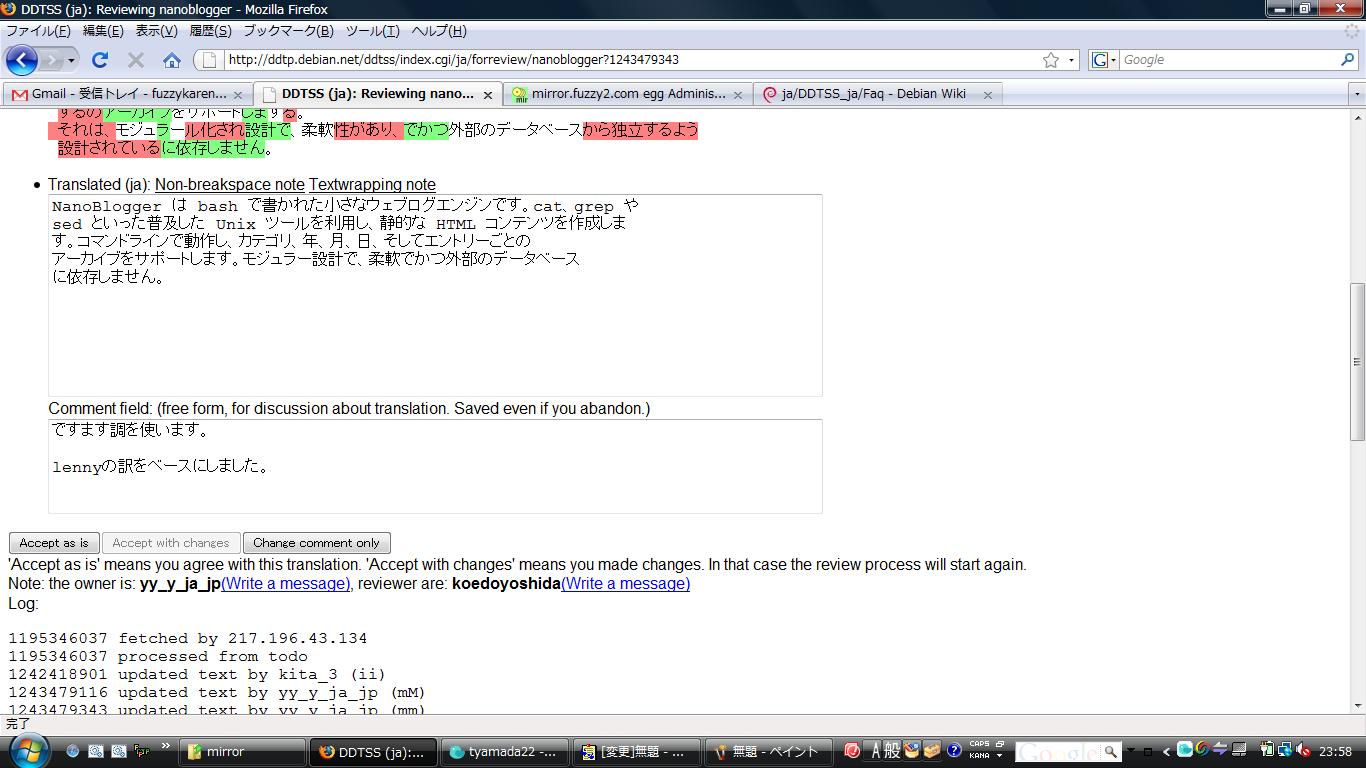 DDTSS (ja): Reviewing nanoblogger - Mozilla Firefox
ファイル(F) 編集(E) 表示(V) 履歴(S) ブックマーク(B) ツール(T) ヘルプ(H)
http://ddtp.debian.net/ddtss/index.cgi/ja/forreview/nanoblogger?1243479343
Google
Gmail - 受信トレイ - fuzzykaren... DDTSS (ja): Reviewing nano... mirror.fuzzy2.com egg Adminis... ja/DDTSS_ja/Faq - Debian Wiki
するのアーカイブをサポートしまする。
それは、モジュラール化され設計で、柔軟性があり、でかつ外部のデータベースから独立するよう
設計されているに依存しません。
Translated (ja): Non-breakspace note Textwrapping note
NanoBlogger は bash で書かれた小さなウェブログエンジンです。cat、grep や
sed といった普及した Unix ツールを利用し、静的な HTML コンテンツを作成しま
す。コマンドラインで動作し、カテゴリ、年、月、日、そしてエントリーごとの
アーカイブをサポートします。モジュラー設計で、柔軟でかつ外部のデータベース
に依存しません。
Comment field: (free form, for discussion about translation. Saved even if you abandon.)
ですます調を使います。
lennyの訳をベースにしました。
Accept as is Accept with changes Change comment only
'Accept as is' means you agree with this translation. 'Accept with changes' means you made changes. In that case the review process will start again.
Note: the owner is: yy_y_ja_jp(Write a message), reviewer are: koedoyoshida(Write a message)
Log:
1195346037 fetched by 217.196.43.134
1195346037 processed from todo
1242418901 updated text by kita_3 (ii)
1243479116 updated text by yy_y_ja_jp (mM)
1243479343 updated text by yy_y_ja_jp (mm)
完了
mirror DDTSS (ja):... tyamada22 -... [変更]無題 - ... 無題 - ペイント A 般 CAPS KANA Google 23:58